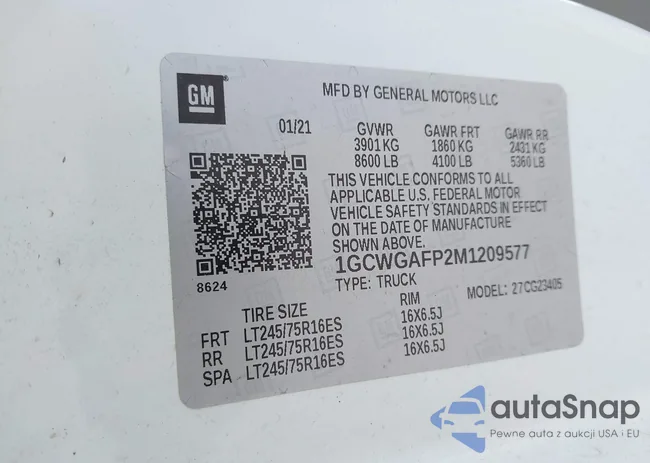 GM
MFD BY GENERAL MOTORS LLC
01/21 GVWR GAWR FRT GAWR RR
3901 KG 1860 KG 2431 KG
8600 LB 4100 LB 5360 LB
THIS VEHICLE CONFORMS TO ALL
APPLICABLE U.S. FEDERAL MOTOR
VEHICLE SAFETY STANDARDS IN EFFECT
ON THE DATE OF MANUFACTURE
SHOWN ABOVE.
1GCWGAFP2M1209577
8624
TYPE: TRUCK MODEL: 27CG23405
TIRE SIZE RIM
FRT LT245/75R16ES 16X6.5J
RR LT245/75R16ES 16X6.5J
SPA LT245/75R16ES 16X6.5J
autaSnap
Pewne auta z aukcji USA i EU